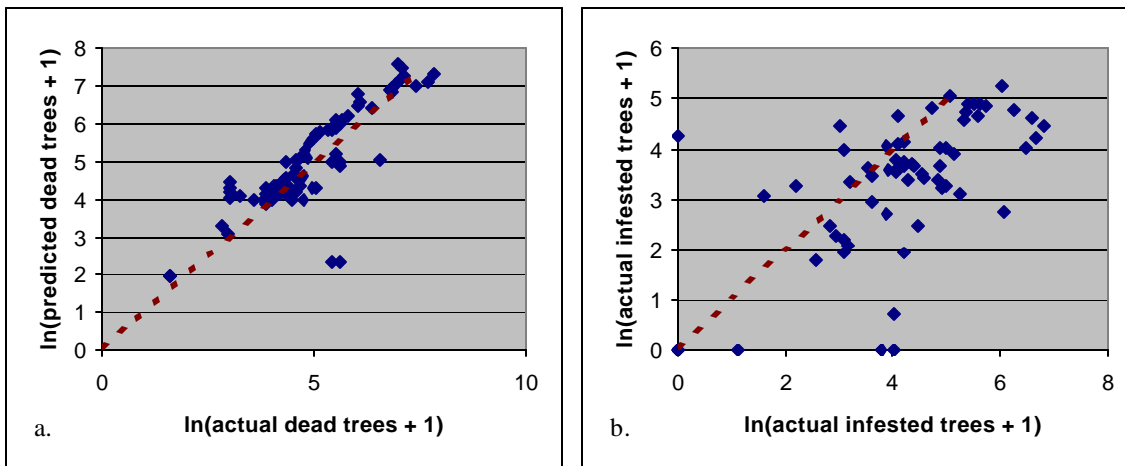 8
7
6
5
4
3
2
1
0
0 5 10
ln(predicted dead trees + 1)
ln(actual dead trees + 1)
a.
6
5
4
3
2
1
0
0 2 4 6 8
ln(actual infested trees + 1)
ln(actual infested trees + 1)
b.